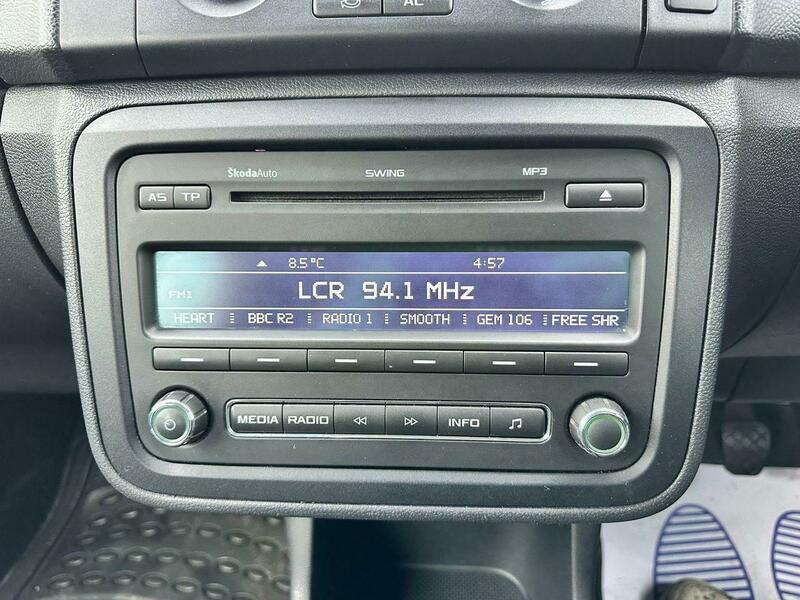 AC
ŠkodaAuto SWING MP3
AS TP
8.5°C 4:57
LCR 94.1 MHz
FM1
HEART BBC R2 RADIO 1 SMOOTH GEM 106 FREE SHR
MEDIA RADIO INFO